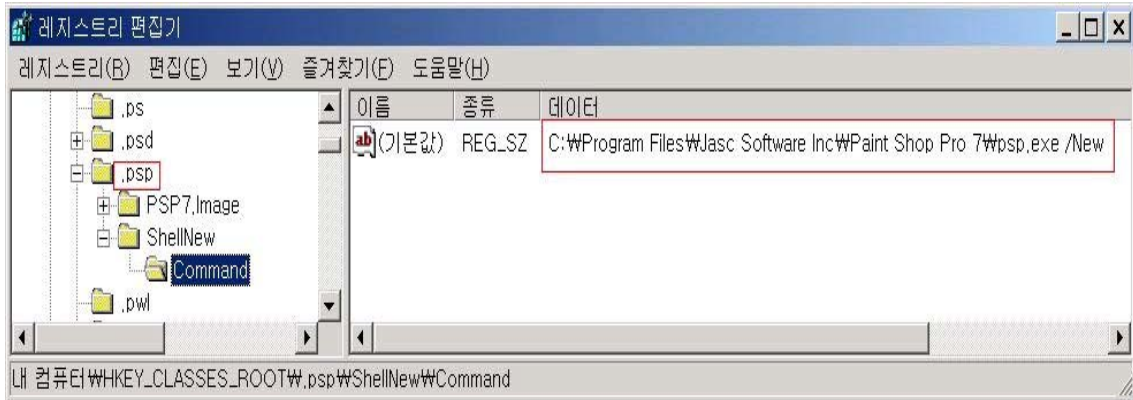 레지스트리 편집기
레지스트리(R) 편집(E) 보기(V) 즐겨찾기(F) 도움말(H)
.ps
.psd
.psp
PSP7.Image
ShellNew
Command
.pwl
이름 종류 데이터
(기본값) REG_SZ C:₩Program Files₩Jasc Software Inc₩Paint Shop Pro 7₩psp.exe /New
내 컴퓨터₩HKEY_CLASSES_ROOT₩.psp₩ShellNew₩Command